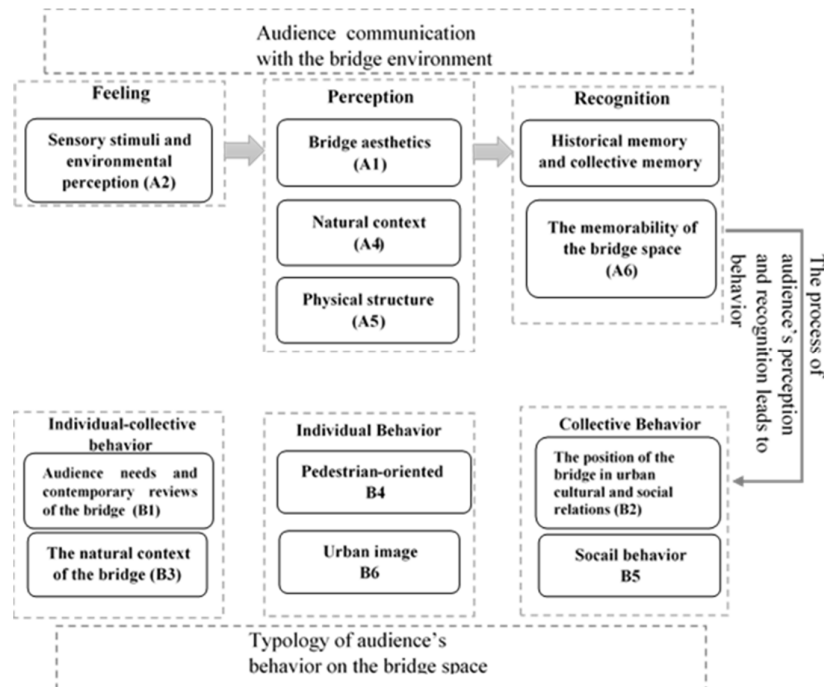 Audience communication
with the bridge environment
Feeling
Sensory stimuli and
environmental
perception (A2)
Perception
Bridge aesthetics
(A1)
Natural context
(A4)
Physical structure
(A5)
Recognition
Historical memory
and collective memory
The memorability of
the bridge space
(A6)
The process of
audience's perception
and recognition leads to
behavior
Individual-collective
behavior
Audience needs and
contemporary reviews
of the bridge (B1)
The natural context
of the bridge (B3)
Individual Behavior
Pedestrian-oriented
B4
Urban image
B6
Collective Behavior
The position of the
bridge in urban
cultural and social
relations (B2)
Socail behavior
B5
Typology of audience's
behavior on the bridge space